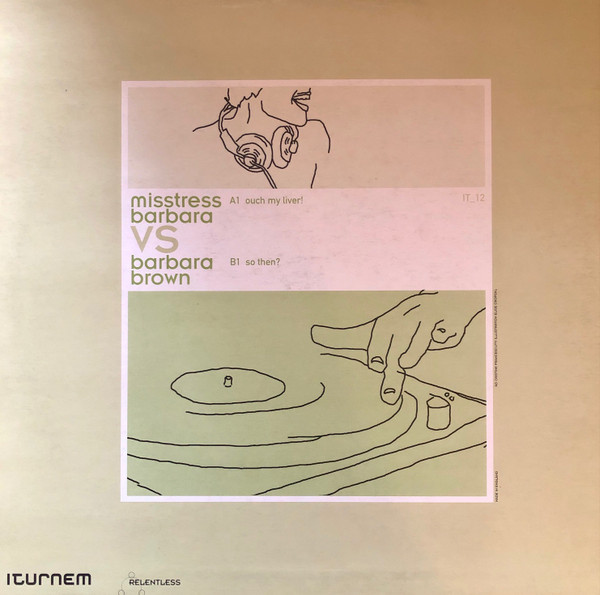 misstress
barbara
A1 ouch my liver!
IT_12
VS
barbara
brown
B1 so then?
ITURNEM
RELENTLESS